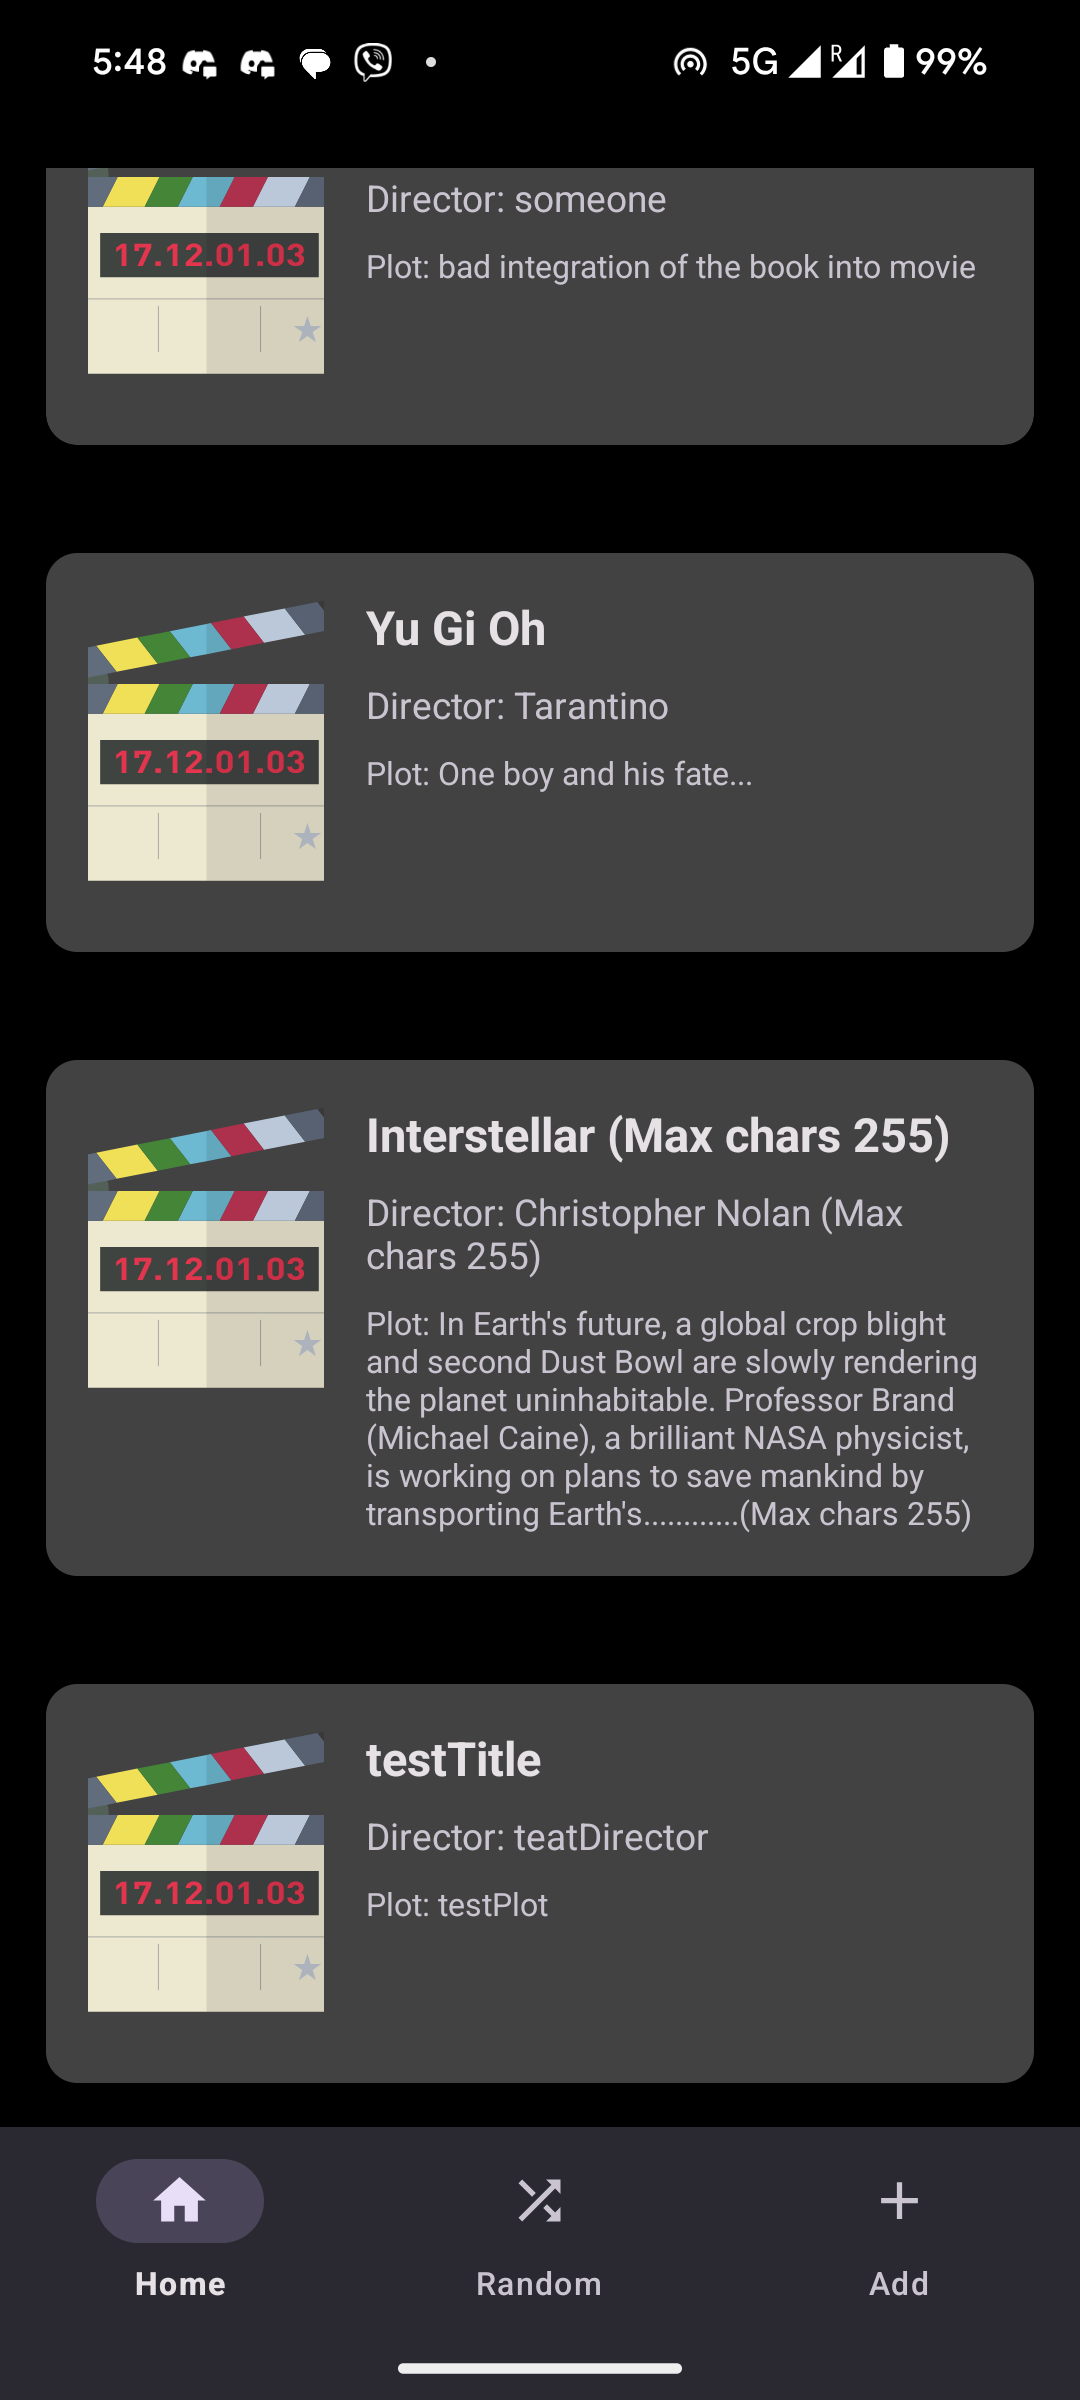 5:48 5G R 99%
Director: someone
17.12.01.03
Plot: bad integration of the book into movie
Yu Gi Oh
Director: Tarantino
17.12.01.03
Plot: One boy and his fate...
Interstellar (Max chars 255)
Director: Christopher Nolan (Max
chars 255)
17.12.01.03
Plot: In Earth's future, a global crop blight
and second Dust Bowl are slowly rendering
the planet uninhabitable. Professor Brand
(Michael Caine), a brilliant NASA physicist,
is working on plans to save mankind by
transporting Earth's............(Max chars 255)
testTitle
Director: teatDirector
17.12.01.03
Plot: testPlot
Home Random Add